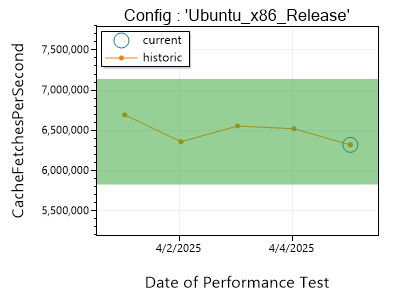 Config : 'Ubuntu_x86_Release'
current
historic
7,500,000
7,000,000
6,500,000
6,000,000
5,500,000
CacheFetchesPerSecond
4/2/2025
4/4/2025
Date of Performance Test